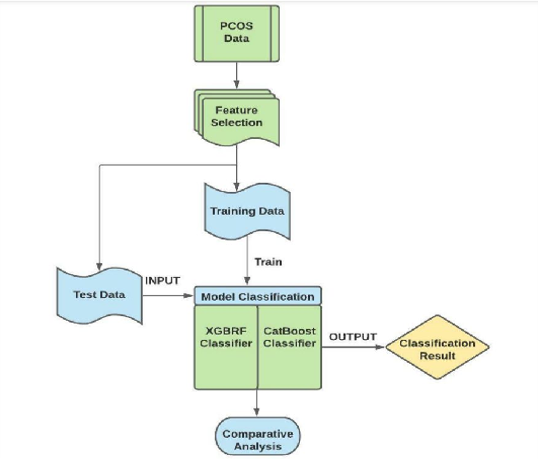 PCOS
Data
Feature
Selection
Training Data
Train
Test Data
INPUT
Model Classification
XGBRF
Classifier
CatBoost
Classifier
OUTPUT
Classification
Result
Comparative
Analysis